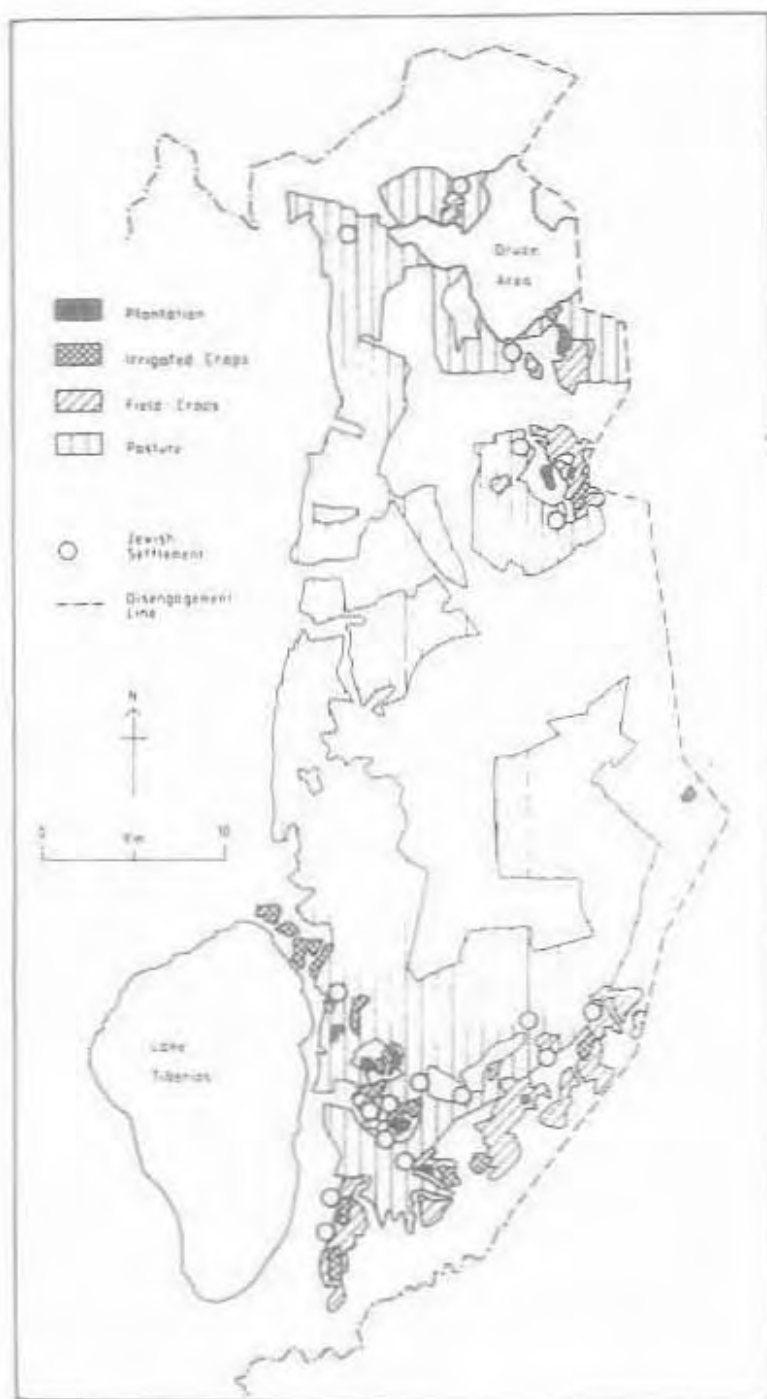 Druze
Area
Plantation
Irrigated Crops
Field Crops
Pasture
Jewish
Settlement
Disengagement
Line
N
0
Km
10
Lake
Tiberias